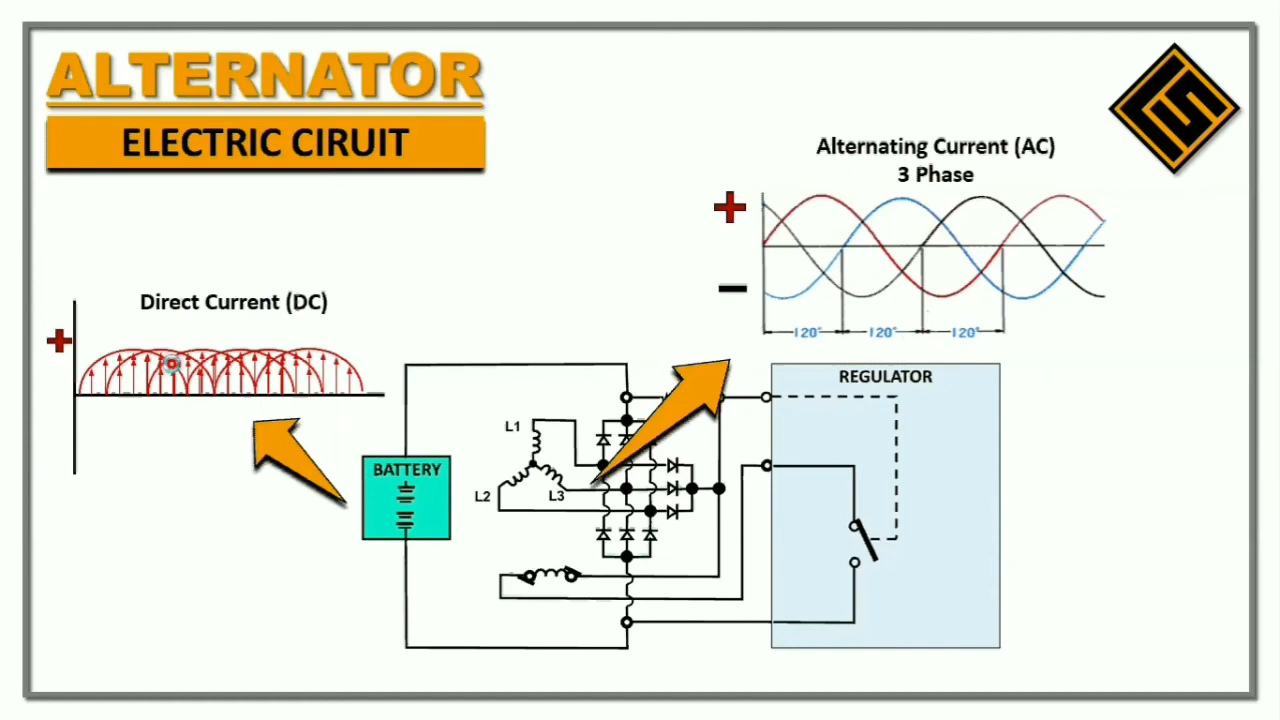 ALTERNATOR
ELECTRIC CIRUIT
Alternating Current (AC)
3 Phase
+
−
120°
120°
120°
Direct Current (DC)
+
REGULATOR
BATTERY
L1
L2
L3